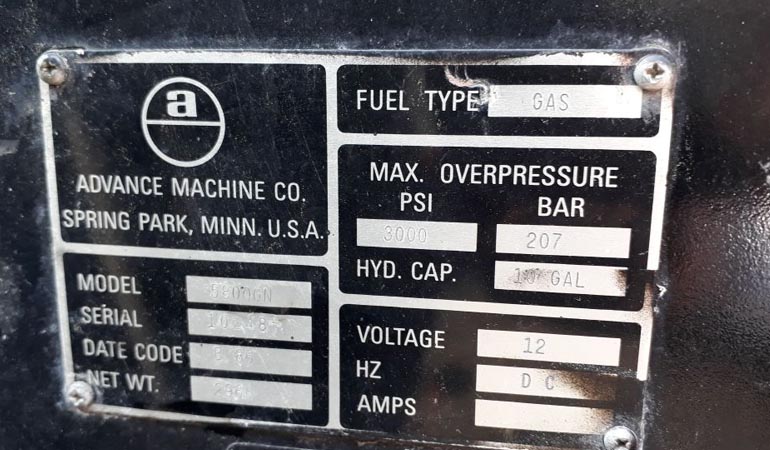 a
ADVANCE MACHINE CO.
SPRING PARK, MINN. U.S.A.
MODEL
SERIAL
DATE CODE
NET WT.
FUEL TYPE GAS
MAX. OVERPRESSURE
PSI BAR
3000 207
HYD. CAP. 10 GAL
VOLTAGE 12
HZ D C
AMPS